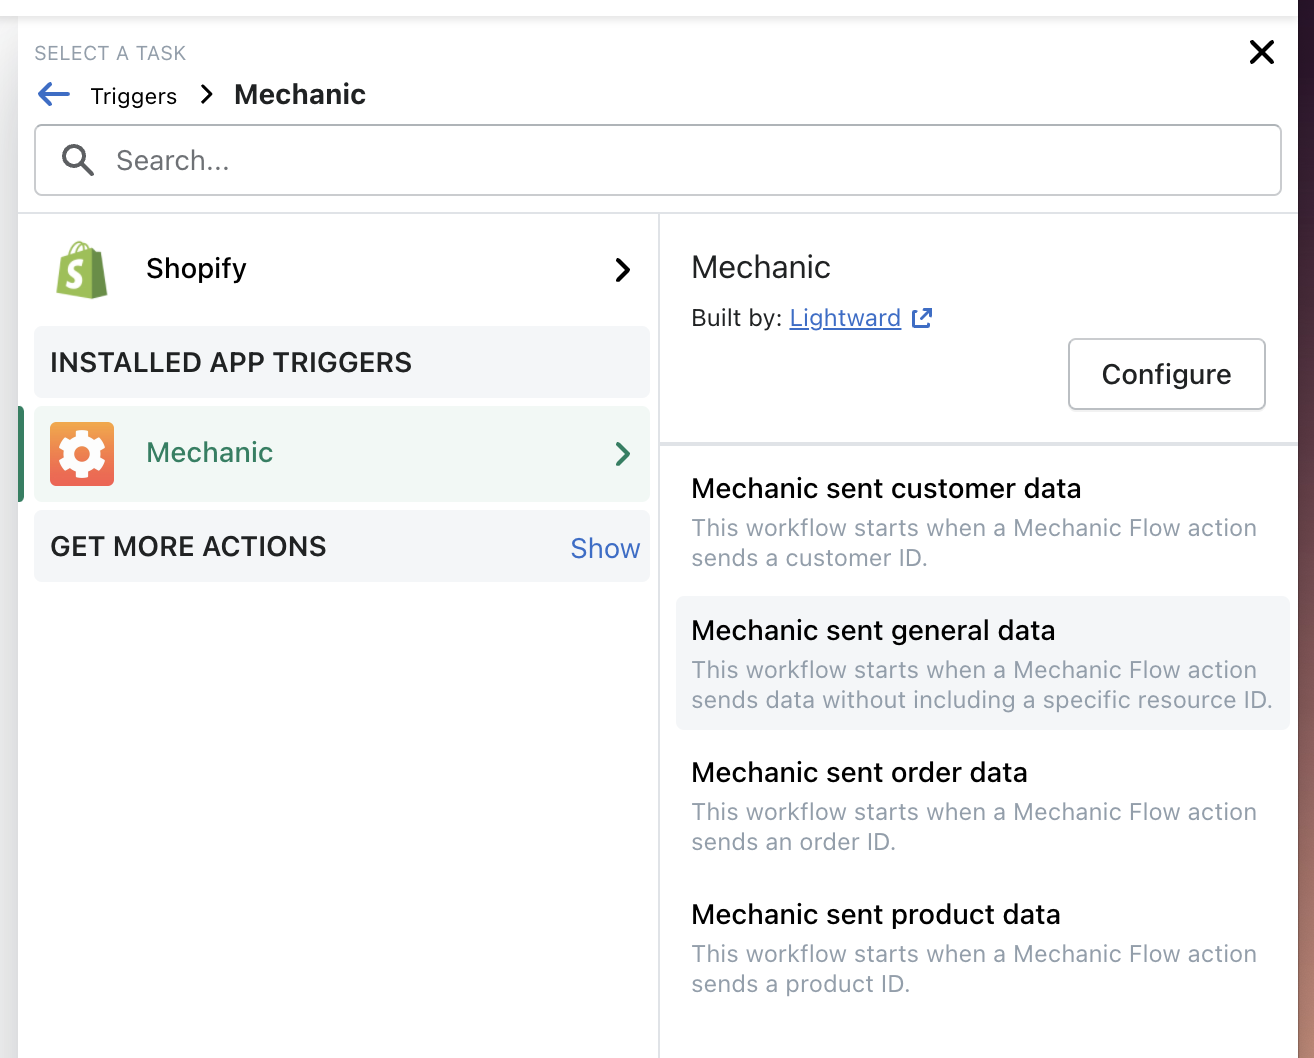 SELECT A TASK
Triggers Mechanic
Search...
Shopify
INSTALLED APP TRIGGERS
Mechanic
GET MORE ACTIONS Show
Mechanic
Built by: Lightward
Configure
Mechanic sent customer data
This workflow starts when a Mechanic Flow action
sends a customer ID.
Mechanic sent general data
This workflow starts when a Mechanic Flow action
sends data without including a specific resource ID.
Mechanic sent order data
This workflow starts when a Mechanic Flow action
sends an order ID.
Mechanic sent product data
This workflow starts when a Mechanic Flow action
sends a product ID.